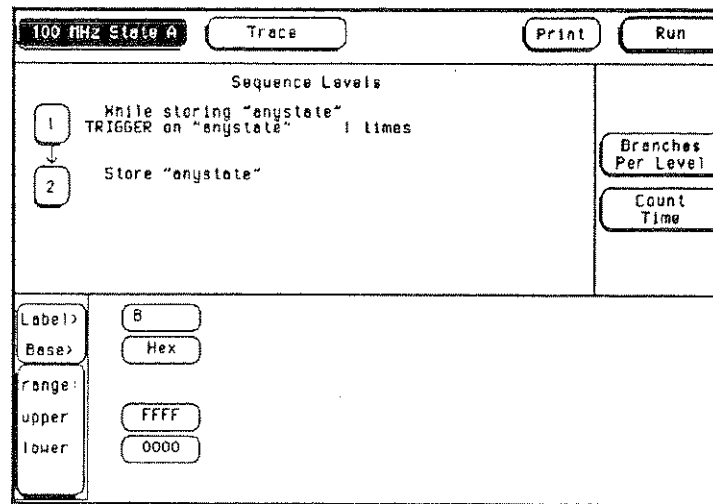 100 MHz State A Trace Print Run
Sequence Levels
1 While storing "anystate"
TRIGGER on "anystate" 1 times
2 Store "anystate"
Branches
Per Level
Count
Time
Label> B
Base> Hex
range:
upper FFFF
lower 0000